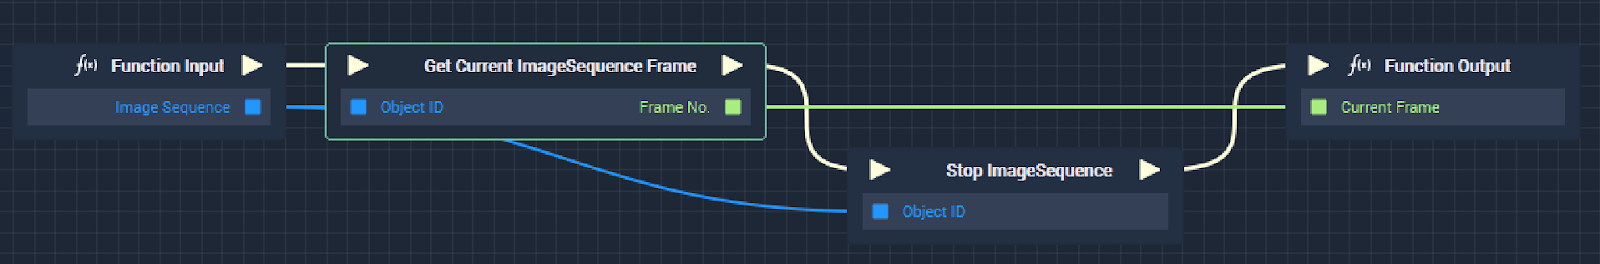 f(x) Function Input
Image Sequence
Get Current ImageSequence Frame
Object ID Frame No.
Stop ImageSequence
Object ID
f(x) Function Output
Current Frame